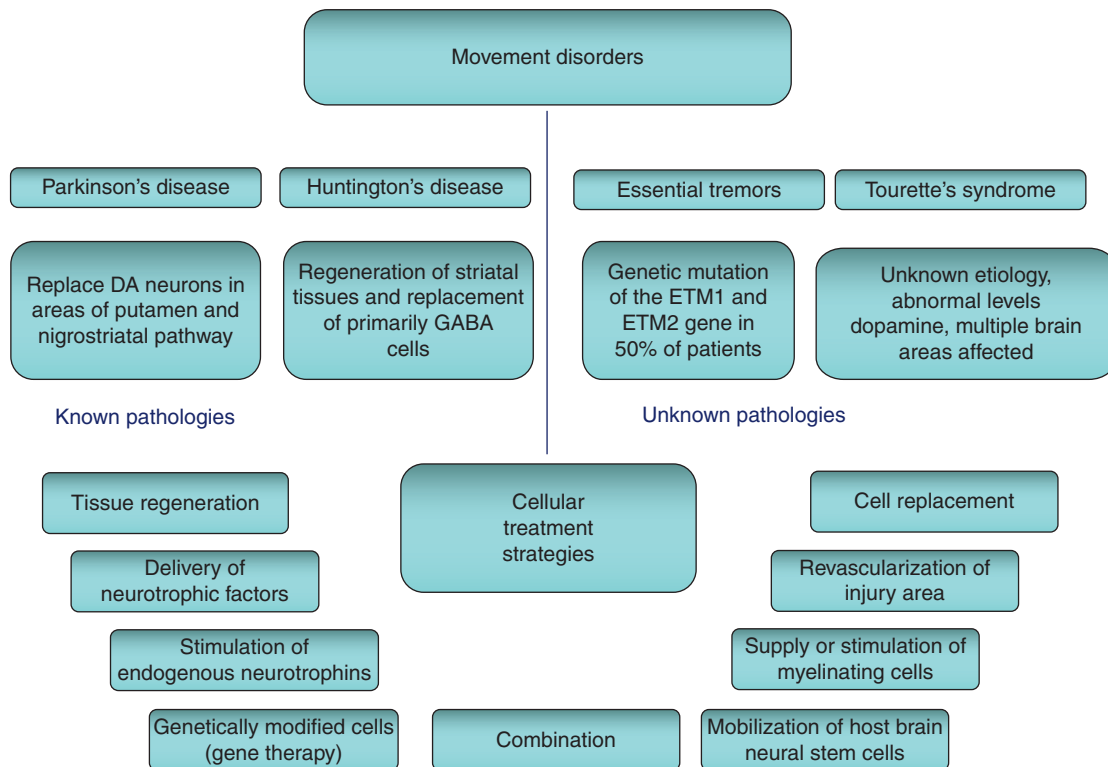 Movement disorders
Parkinson's disease
Huntington's disease
Essential tremors
Tourette's syndrome
Replace DA neurons in
areas of putamen and
nigrostriatal pathway
Regeneration of striatal
tissues and replacement
of primarily GABA
cells
Genetic mutation
of the ETM1 and
ETM2 gene in
50% of patients
Unknown etiology,
abnormal levels
dopamine, multiple brain
areas affected
Known pathologies
Unknown pathologies
Cellular
treatment
strategies
Tissue regeneration
Delivery of
neurotrophic factors
Stimulation of
endogenous neurotrophins
Genetically modified cells
(gene therapy)
Combination
Cell replacement
Revascularization of
injury area
Supply or stimulation of
myelinating cells
Mobilization of host brain
neural stem cells